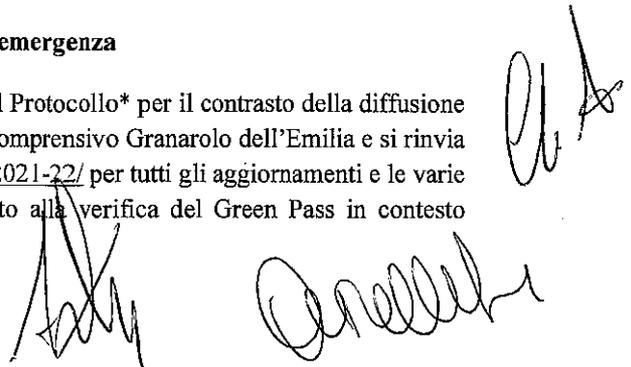 emergenza
l Protocollo* per il contrasto della diffusione
omprensivo Granarolo dell'Emilia e si rinvia
2021-22/ per tutti gli aggiornamenti e le varie
to alla verifica del Green Pass in contesto